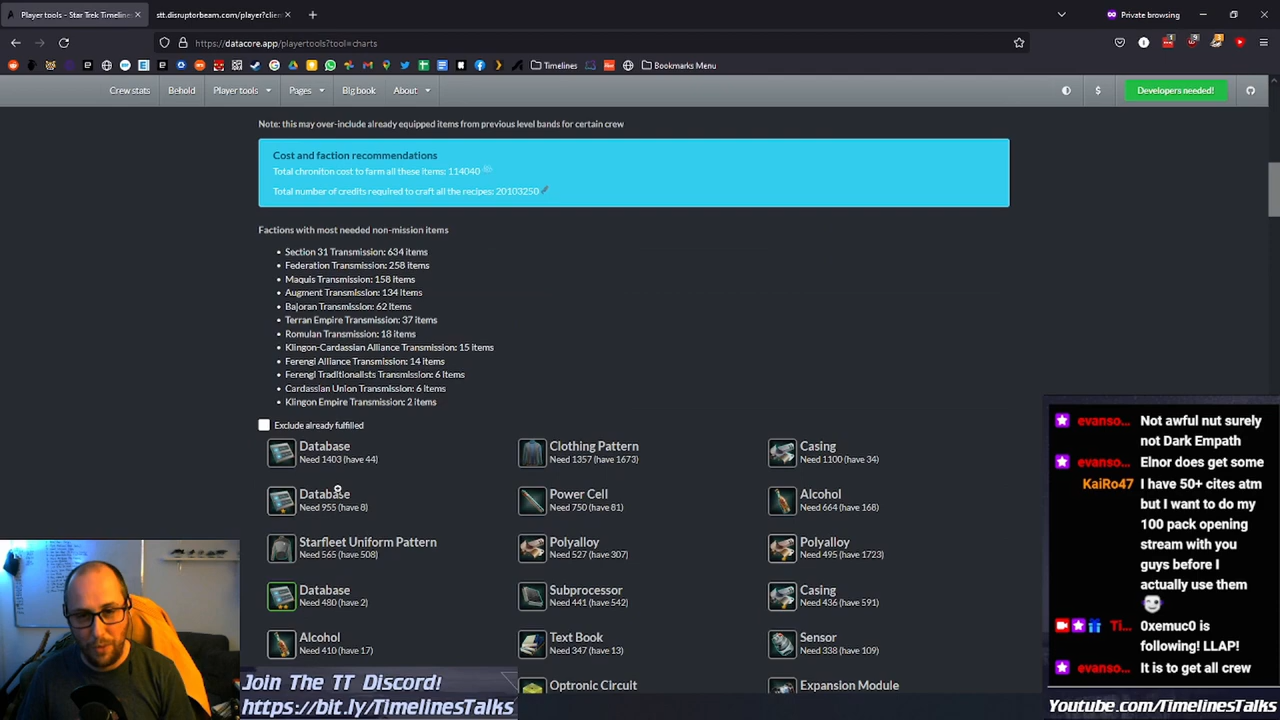 Player tools - Star Trek Timeline
stt.disruptorbeam.com/player?clien
Private browsing
https://datacore.app/playertools?tool=charts
Timelines
Bookmarks Menu
Crew stats
Behold
Player tools
Pages
Big book
About
$
Developers needed!
Note: this may over-include already equipped items from previous level bands for certain crew
Cost and faction recommendations
Total chroniton cost to farm all these items: 114040
Total number of credits required to craft all the recipes: 20103250
Factions with most needed non-mission items
• Section 31 Transmission: 634 items
• Federation Transmission: 258 items
• Maquis Transmission: 158 items
• Augment Transmission: 134 items
• Bajoran Transmission: 62 items
• Terran Empire Transmission: 37 items
• Romulan Transmission: 18 items
• Klingon-Cardassian Alliance Transmission: 15 items
• Ferengi Alliance Transmission: 14 items
• Ferengi Traditionalists Transmission: 6 items
• Cardassian Union Transmission: 6 items
• Klingon Empire Transmission: 2 items
Exclude already fulfilled
Database
Need 1403 (have 44)
Clothing Pattern
Need 1357 (have 1673)
Casing
Need 1100 (have 34)
Database
Need 955 (have 8)
Power Cell
Need 750 (have 81)
Alcohol
Need 664 (have 168)
Starfleet Uniform Pattern
Need 565 (have 508)
Polyalloy
Need 527 (have 307)
Polyalloy
Need 495 (have 1723)
Database
Need 480 (have 2)
Subprocessor
Need 441 (have 542)
Casing
Need 436 (have 591)
Alcohol
Need 410 (have 17)
Text Book
Need 347 (have 13)
Sensor
Need 338 (have 109)
Optronic Circuit
Expansion Module
evanso... Not awful nut surely
not Dark Empath
evanso... Elnor does get some
KaiRo47 I have 50+ cites atm
but I want to do my
100 pack opening
stream with you
guys before I
actually use them
Ti... 0xemuc0 is
following! LLAP!
evanso... It is to get all crew
Join The TT Discord!
https://bit.ly/TimelinesTalks
Youtube.com/TimelinesTalks